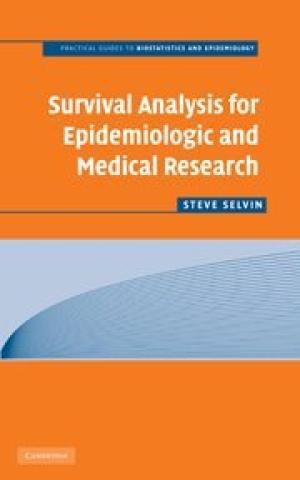 PRACTICAL GUIDES TO BIOSTATISTICS AND EPIDEMIOLOGY
Survival Analysis for
Epidemiologic and
Medical Research
STEVE SELVIN
CAMBRIDGE